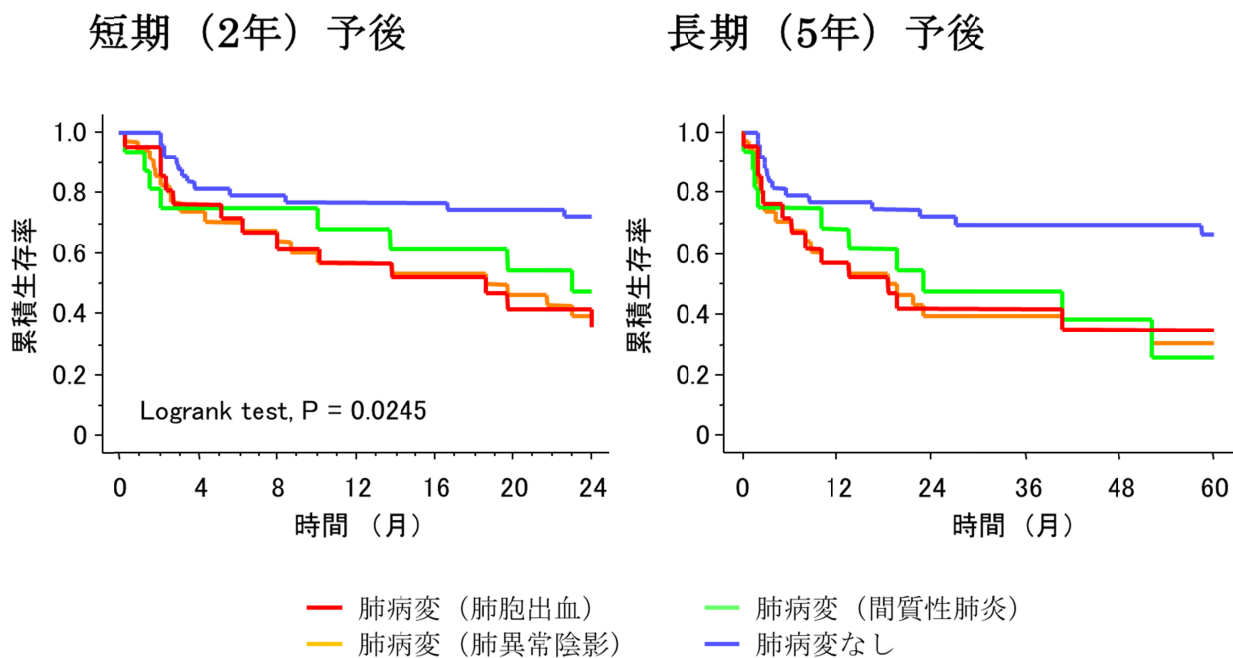 短期（2年）予後
長期（5年）予後
累積生存率
1.0
0.8
0.6
0.4
0.2
0
Logrank test, P = 0.0245
0 4 8 12 16 20 24
時間 （月）
累積生存率
1.0
0.8
0.6
0.4
0.2
0
0 12 24 36 48 60
時間 （月）
肺病変（肺胞出血）
肺病変（間質性肺炎）
肺病変（肺異常陰影）
肺病変なし